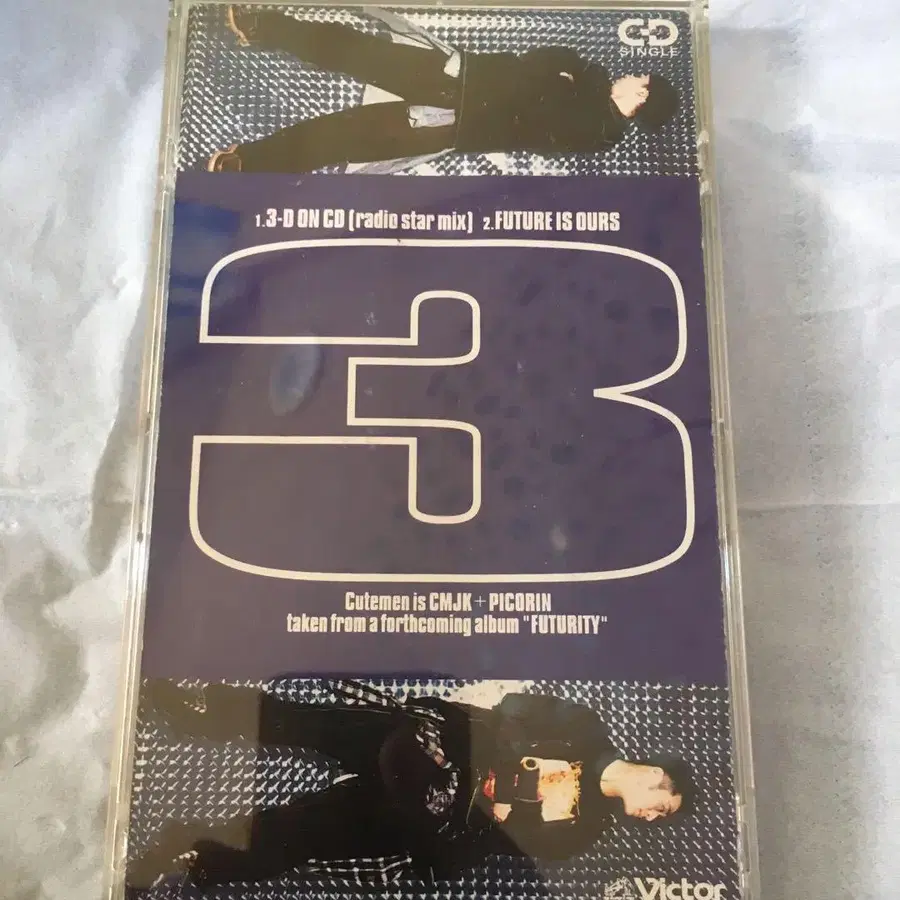 CD
SINGLE
1.3-D ON CD (radio star mix) 2.FUTURE IS OURS
3
Cutemen is CMJK+PICORIN
taken from a forthcoming album "FUTURITY"
Victor